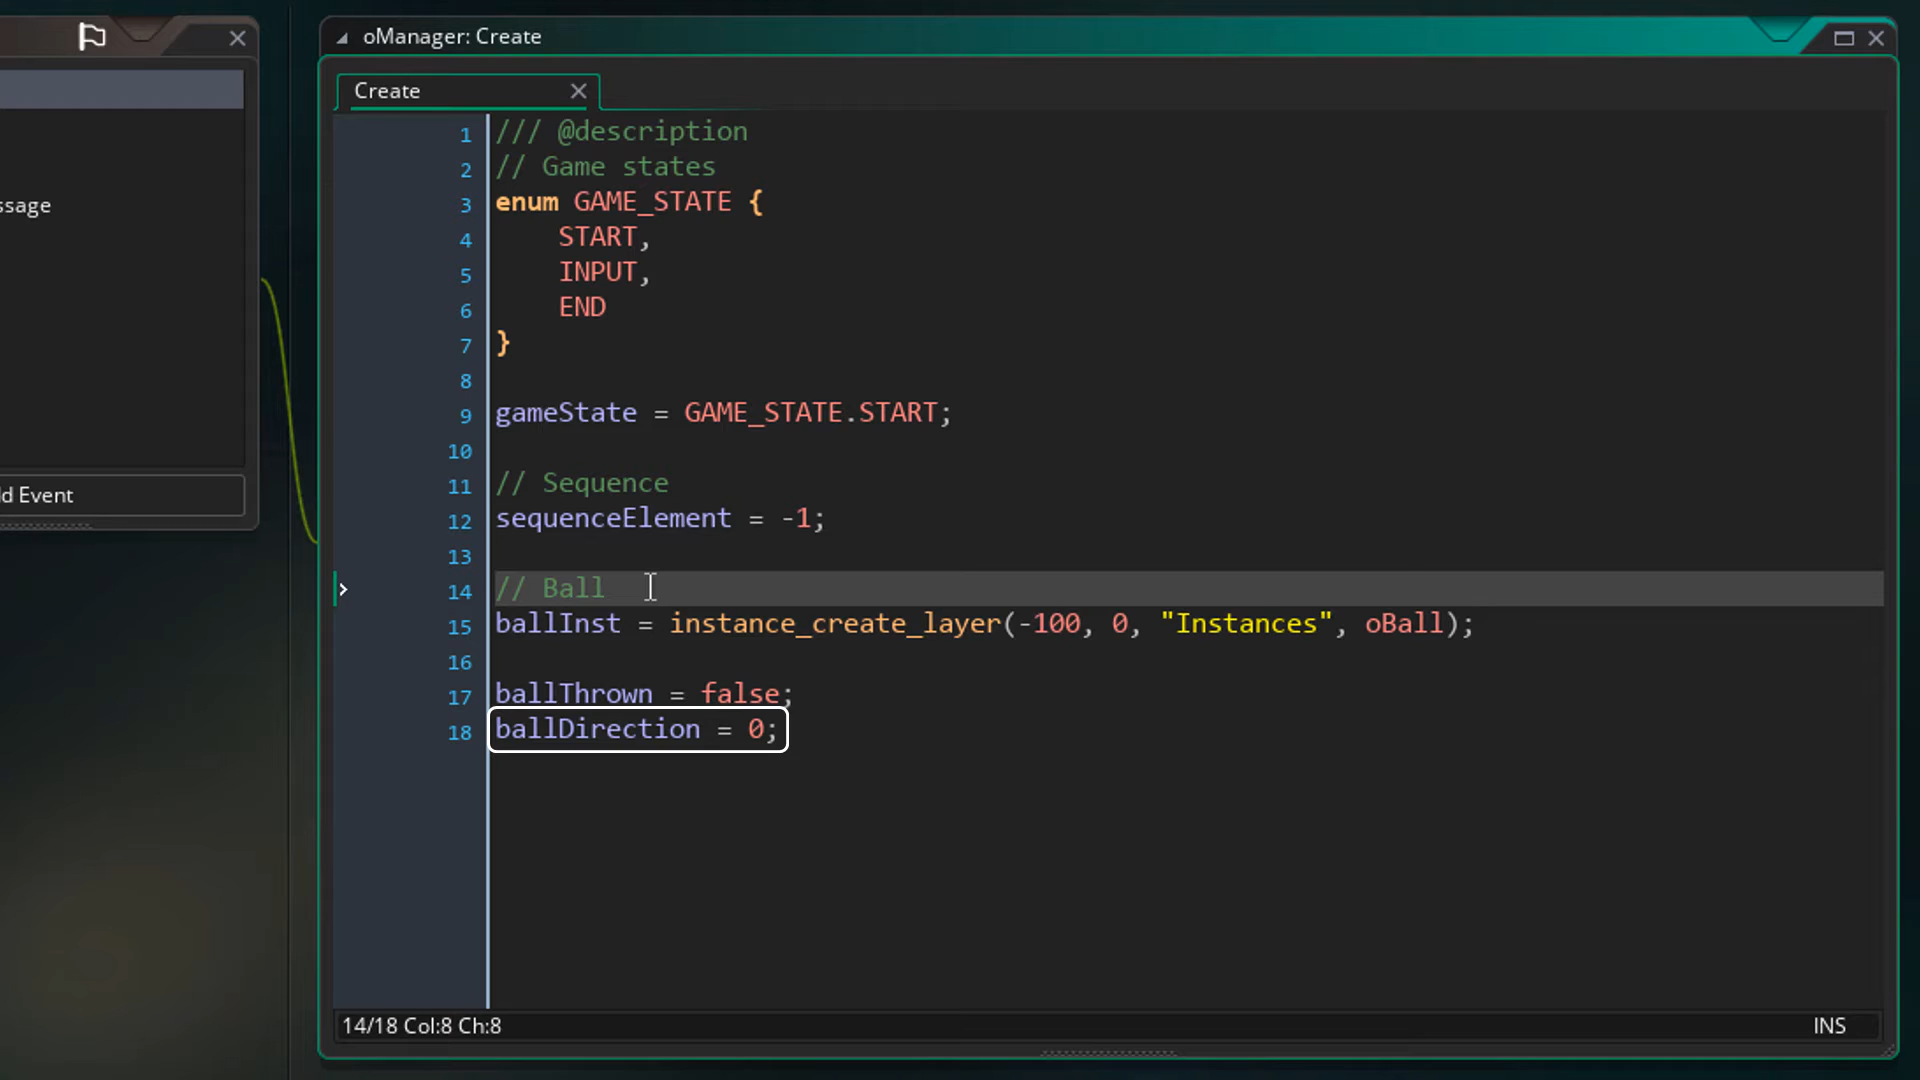 oManager: Create
Create
ssage
d Event
1 /// @description
2 // Game states
3 enum GAME_STATE {
4 START,
5 INPUT,
6 END
7 }
8
9 gameState = GAME_STATE.START;
10
11 // Sequence
12 sequenceElement = -1;
13
14 // Ball
15 ballInst = instance_create_layer(-100, 0, "Instances", oBall);
16
17 ballThrown = false;
18 ballDirection = 0;
14/18 Col:8 Ch:8
INS